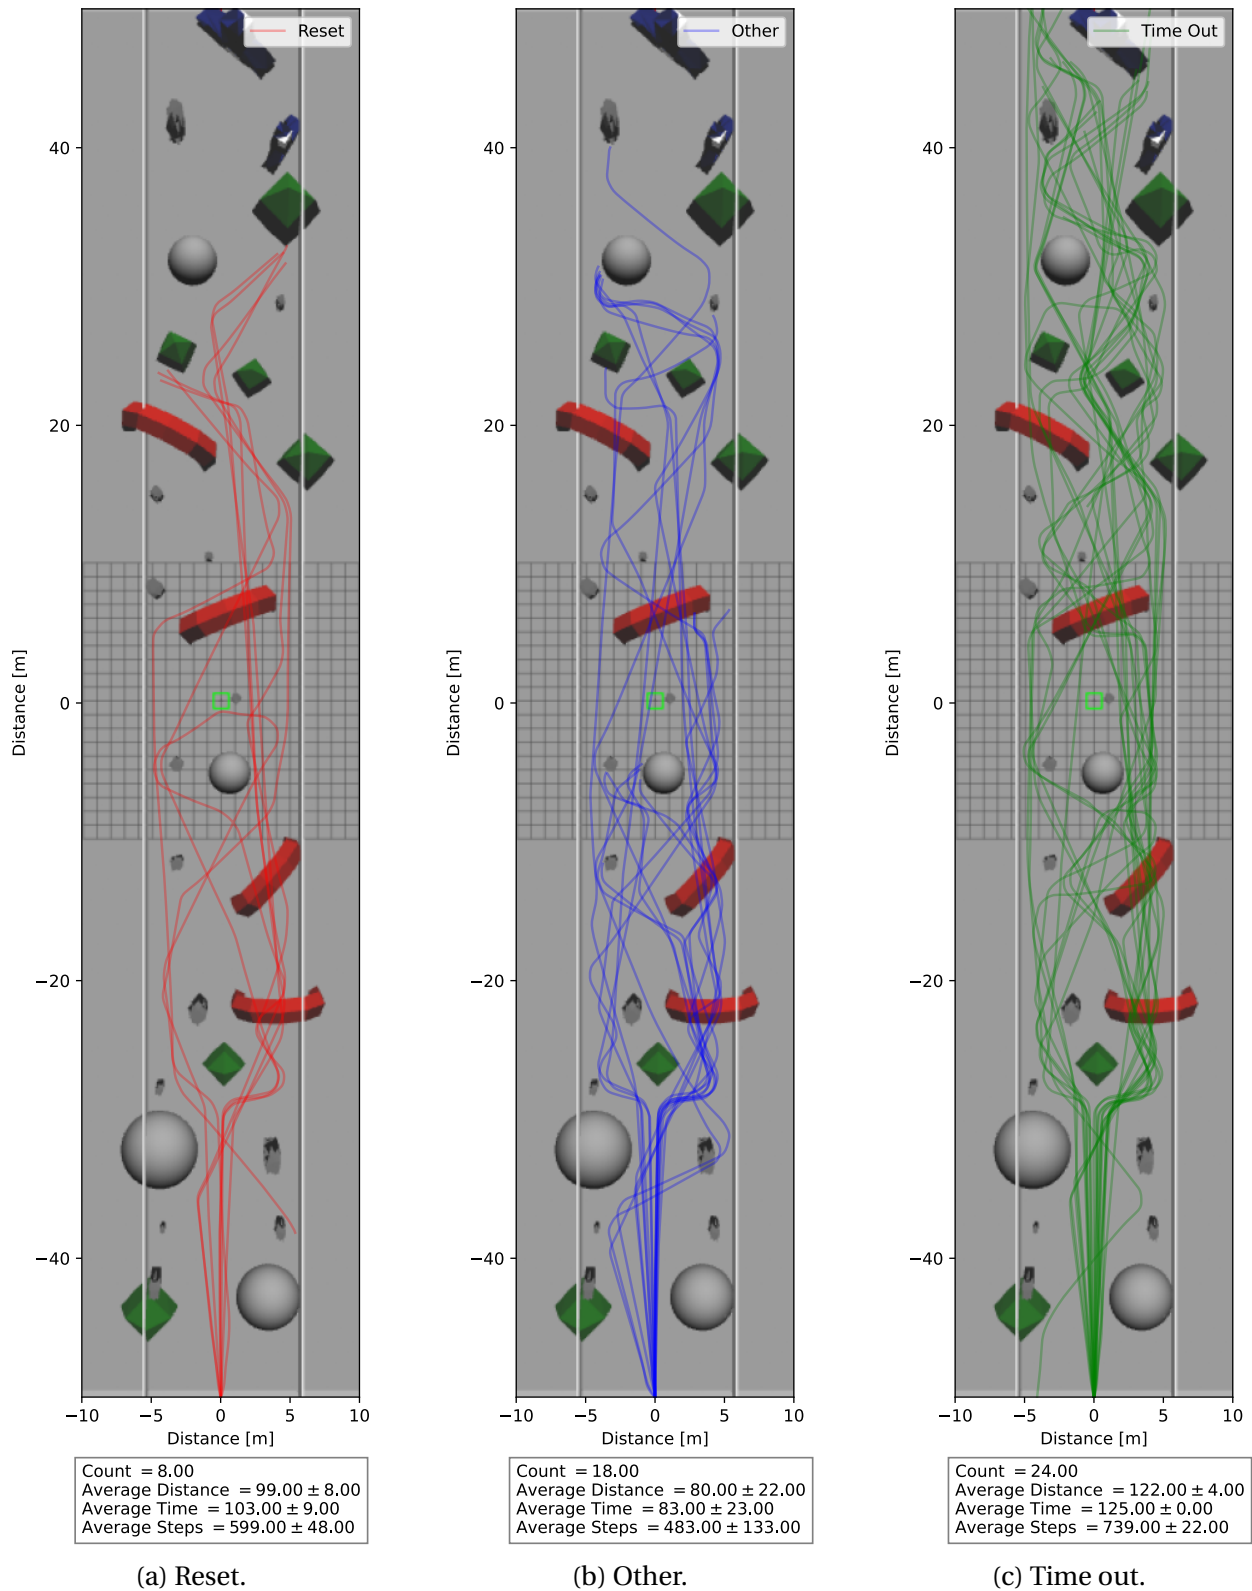 Reset
Other
Time Out
40
20
0
−20
−40
Distance [m]
−10
−5
0
5
10
Distance [m]
40
20
0
−20
−40
Distance [m]
−10
−5
0
5
10
Distance [m]
40
20
0
−20
−40
Distance [m]
−10
−5
0
5
10
Distance [m]
Count = 8.00
Average Distance = 99.00 ± 8.00
Average Time = 103.00 ± 9.00
Average Steps = 599.00 ± 48.00
Count = 18.00
Average Distance = 80.00 ± 22.00
Average Time = 83.00 ± 23.00
Average Steps = 483.00 ± 133.00
Count = 24.00
Average Distance = 122.00 ± 4.00
Average Time = 125.00 ± 0.00
Average Steps = 739.00 ± 22.00
(a) Reset.
(b) Other.
(c) Time out.